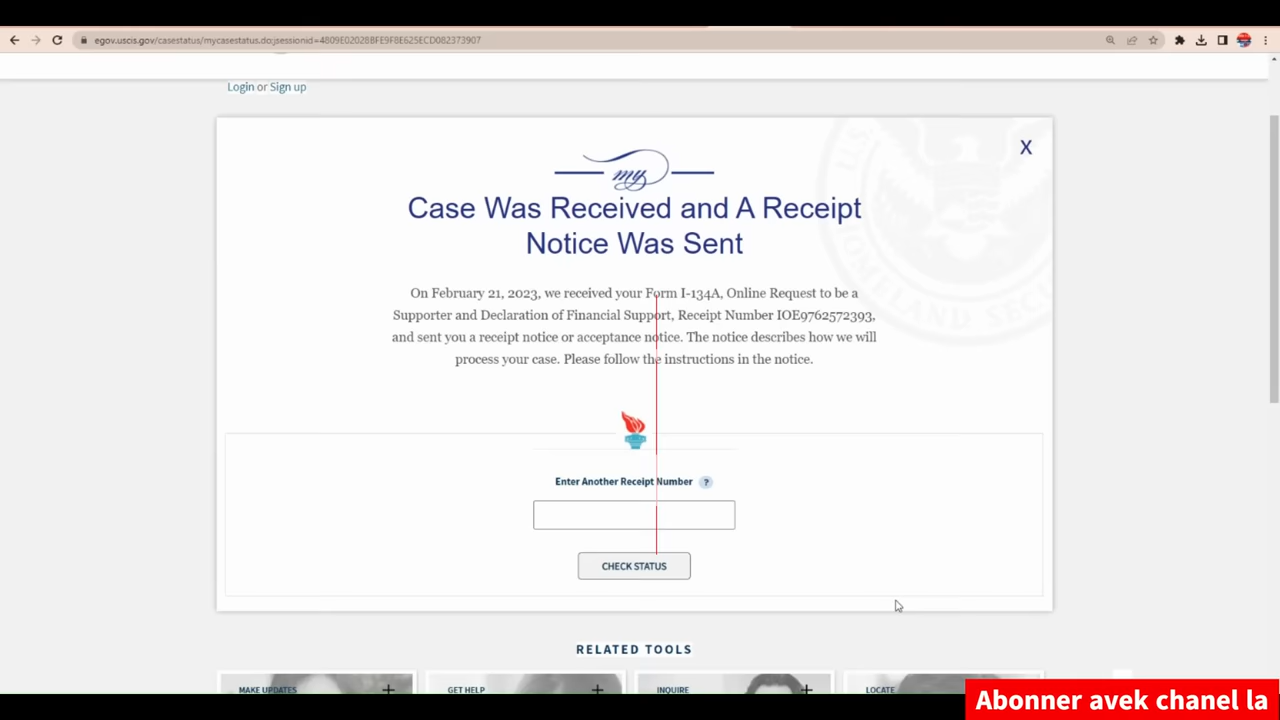 egov.uscis.gov/casestatus/mycasestatus.do;jsessionid=4809E02028BFE9F8E625ECD082373907
Login or Sign up
X
my
Case Was Received and A Receipt
Notice Was Sent
On February 21, 2023, we received your Form I-134A, Online Request to be a
Supporter and Declaration of Financial Support, Receipt Number IOE9762572393,
and sent you a receipt notice or acceptance notice. The notice describes how we will
process your case. Please follow the instructions in the notice.
Enter Another Receipt Number ?
CHECK STATUS
RELATED TOOLS
MAKE UPDATES +
GET HELP +
INQUIRE +
LOCATE
Abonner avek chanel la